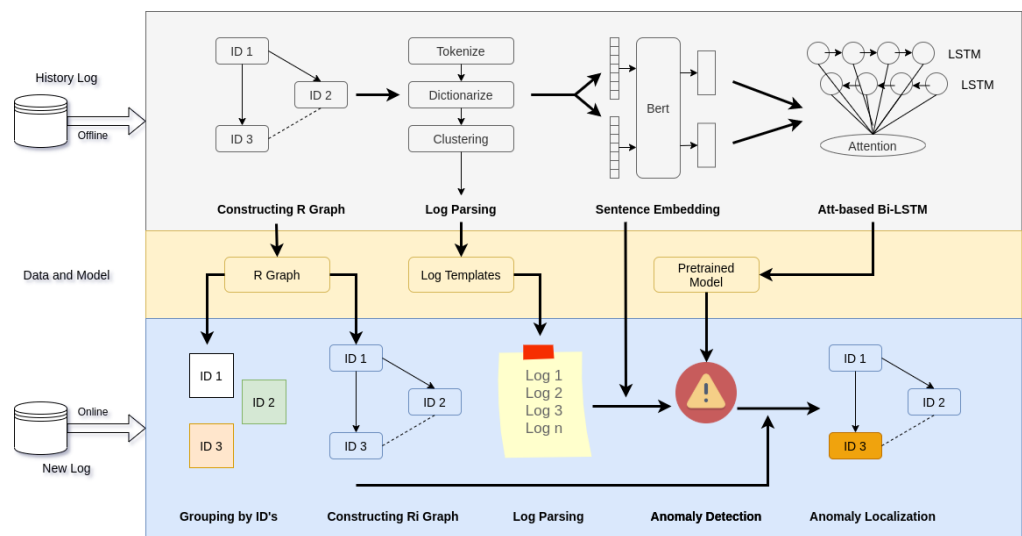 History Log
Offline
ID 1
ID 2
ID 3
Tokenize
Dictionarize
Clustering
Bert
LSTM
LSTM
Attention
Constructing R Graph
Log Parsing
Sentence Embedding
Att-based Bi-LSTM
Data and Model
R Graph
Log Templates
Pretrained
Model
New Log
Online
ID 1
ID 2
ID 3
ID 1
ID 2
ID 3
Log 1
Log 2
Log 3
Log n
ID 1
ID 2
ID 3
Grouping by ID's
Constructing Ri Graph
Log Parsing
Anomaly Detection
Anomaly Localization